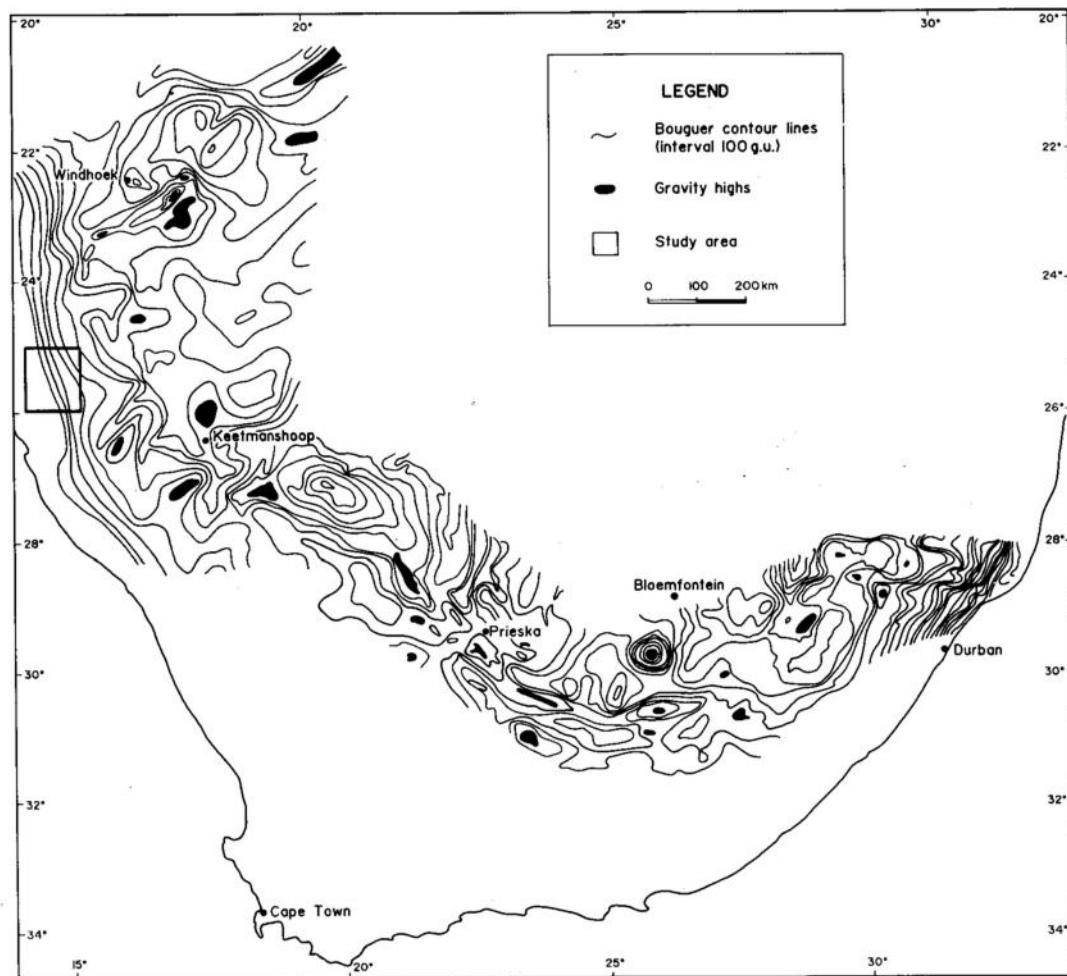 20°
20°
30°
20°
LEGEND
Bouguer contour lines
(interval 100 g.u.)
Gravity highs
Study area
0 100 200 km
22°
22°
Windhoek
24°
24°
26°
26°
Keetmanshoop
28°
28°
Bloemfontein
Prieska
Durban
30°
30°
32°
32°
Cape Town
34°
34°
15°
20°
25°
30°